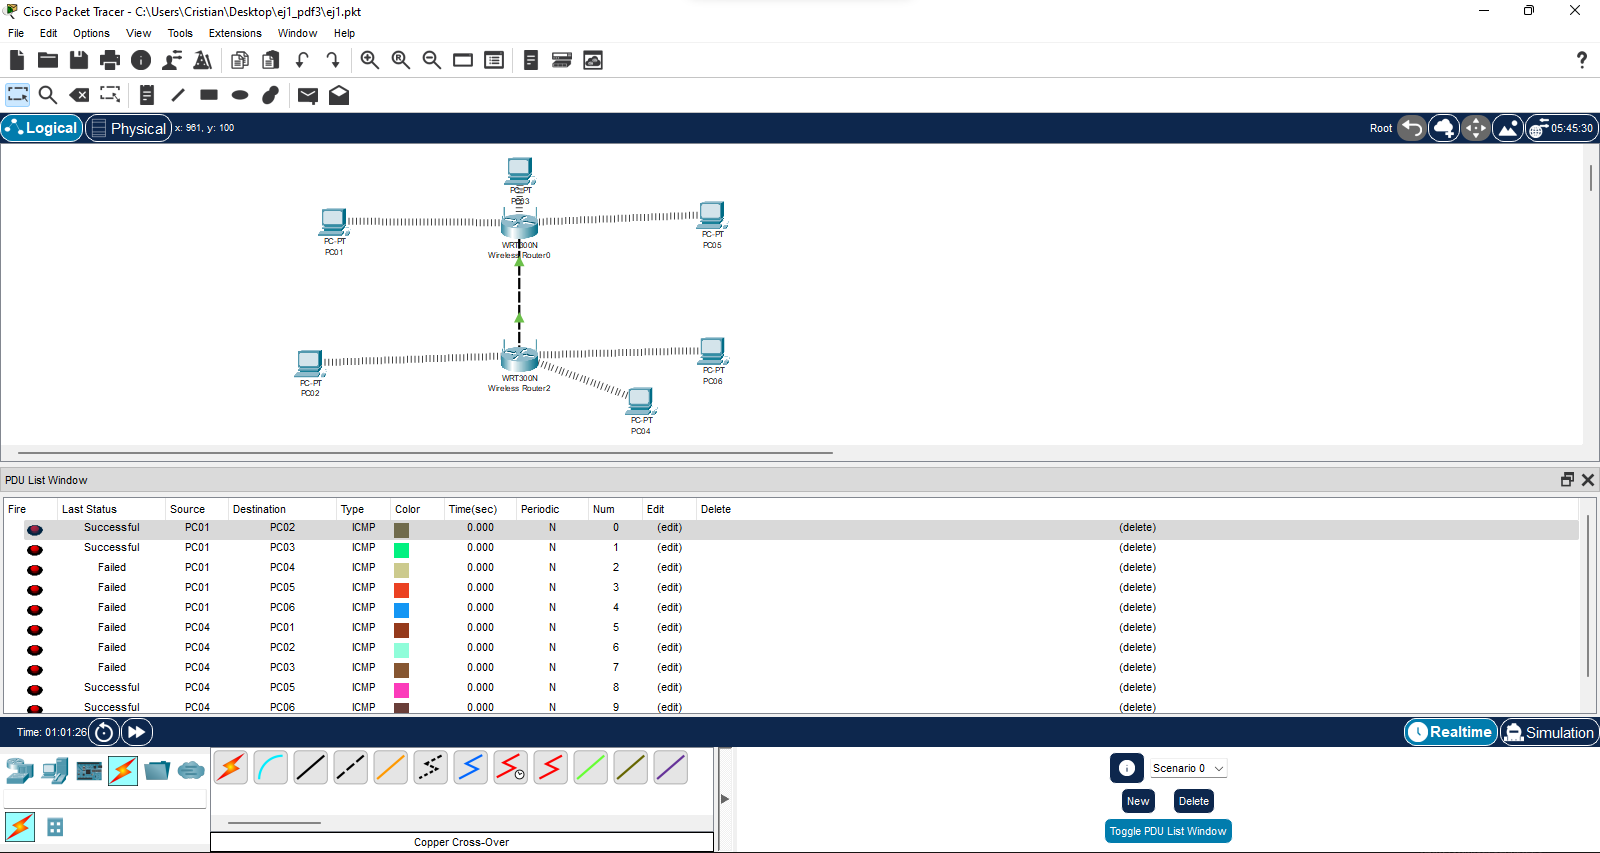 Cisco Packet Tracer - C:\Users\Cristian\Desktop\ej1_pdf3\ej1.pkt
File Edit Options View Tools Extensions Window Help
Logical Physical x: 961, y: 100 Root 05:45:30
PC-PT
PC03
PC-PT
PC01
WRT300N
Wireless Router0
PC-PT
PC05
PC-PT
PC02
WRT300N
Wireless Router2
PC-PT
PC06
PC-PT
PC04
PDU List Window
Fire Last Status Source Destination Type Color Time(sec) Periodic Num Edit Delete
Successful PC01 PC02 ICMP 0.000 N 0 (edit) (delete)
Successful PC01 PC03 ICMP 0.000 N 1 (edit) (delete)
Failed PC01 PC04 ICMP 0.000 N 2 (edit) (delete)
Failed PC01 PC05 ICMP 0.000 N 3 (edit) (delete)
Failed PC01 PC06 ICMP 0.000 N 4 (edit) (delete)
Failed PC04 PC01 ICMP 0.000 N 5 (edit) (delete)
Failed PC04 PC02 ICMP 0.000 N 6 (edit) (delete)
Failed PC04 PC03 ICMP 0.000 N 7 (edit) (delete)
Successful PC04 PC05 ICMP 0.000 N 8 (edit) (delete)
Successful PC04 PC06 ICMP 0.000 N 9 (edit) (delete)
Time: 01:01:26 Realtime Simulation
Scenario 0
New Delete
Toggle PDU List Window
Copper Cross-Over